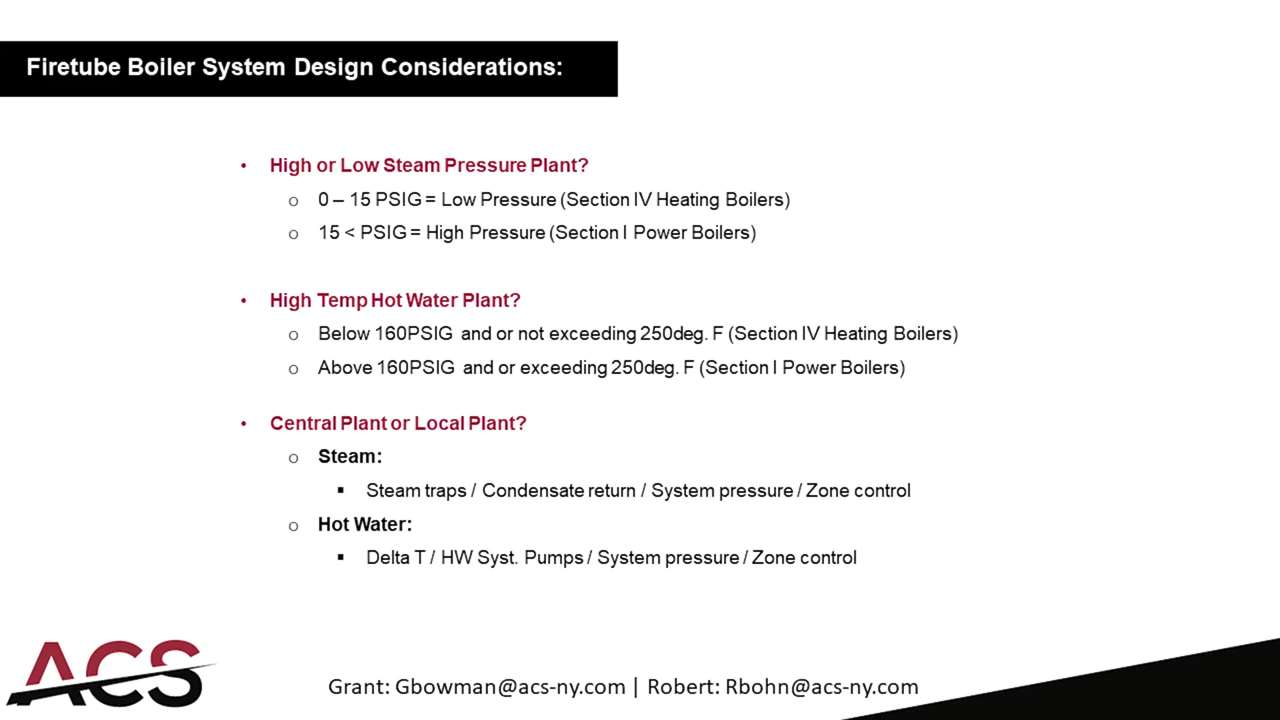 Firetube Boiler System Design Considerations:
• High or Low Steam Pressure Plant?
o 0 – 15 PSIG = Low Pressure (Section IV Heating Boilers)
o 15 < PSIG = High Pressure (Section I Power Boilers)
• High Temp Hot Water Plant?
o Below 160PSIG and or not exceeding 250deg. F (Section IV Heating Boilers)
o Above 160PSIG and or exceeding 250deg. F (Section I Power Boilers)
• Central Plant or Local Plant?
o Steam:
▪ Steam traps / Condensate return / System pressure / Zone control
o Hot Water:
▪ Delta T / HW Syst. Pumps / System pressure / Zone control
ACS
Grant: Gbowman@acs-ny.com | Robert: Rbohn@acs-ny.com